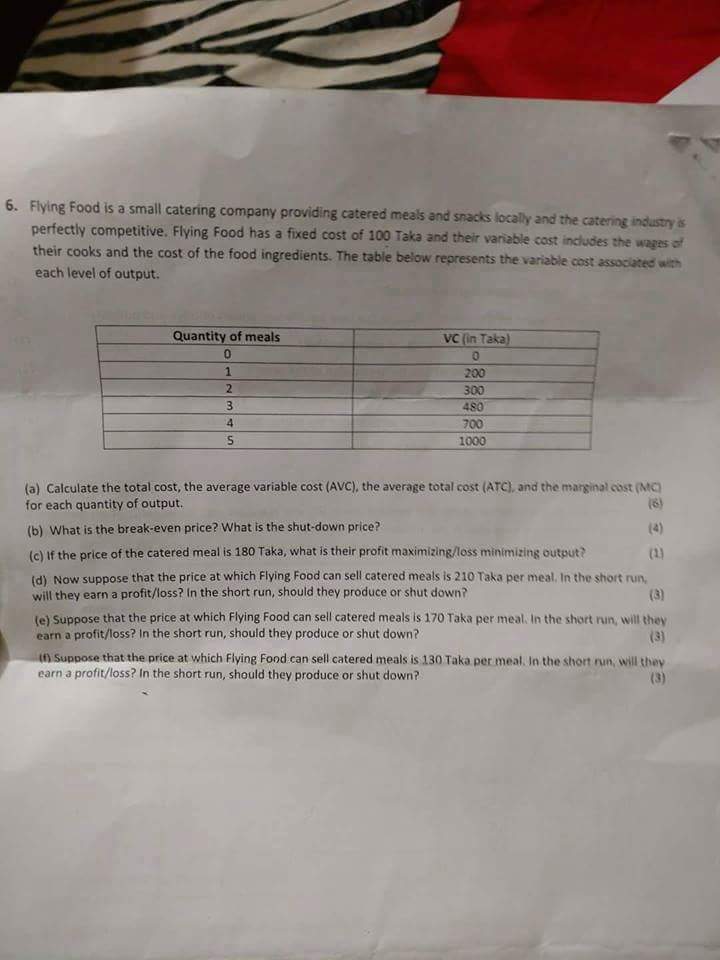 6. Flying Food is a small catering company providing catered meals and snacks locally and the catering industry is
perfectly competitive. Flying Food has a fixed cost of 100 Taka and their variable cost includes the wages of
their cooks and the cost of the food ingredients. The table below represents the variable cost associated with
each level of output.
Quantity of meals VC (in Taka)
0 0
1 200
2 300
3 480
4 700
5 1000
(a) Calculate the total cost, the average variable cost (AVC), the average total cost (ATC), and the marginal cost (MC)
for each quantity of output. (6)
(b) What is the break-even price? What is the shut-down price? (4)
(c) If the price of the catered meal is 180 Taka, what is their profit maximizing/loss minimizing output? (1)
(d) Now suppose that the price at which Flying Food can sell catered meals is 210 Taka per meal. In the short run,
will they earn a profit/loss? In the short run, should they produce or shut down? (3)
(e) Suppose that the price at which Flying Food can sell catered meals is 170 Taka per meal. In the short run, will they
earn a profit/loss? In the short run, should they produce or shut down? (3)
(f) Suppose that the price at which Flying Food can sell catered meals is 130 Taka per meal. In the short run, will they
earn a profit/loss? In the short run, should they produce or shut down? (3)